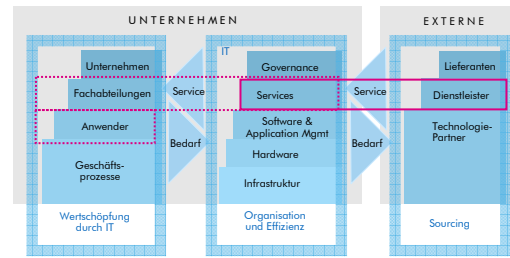 UNTERNEHMEN
EXTERNE
Unternehmen
Fachabteilungen
Anwender
Geschäfts-
prozesse
Wertschöpfung
durch IT
Service
Bedarf
IT
Governance
Services
Software &
Application Mgmt
Hardware
Infrastruktur
Organisation
und Effizienz
Service
Bedarf
Lieferanten
Dienstleister
Technologie-
Partner
Sourcing